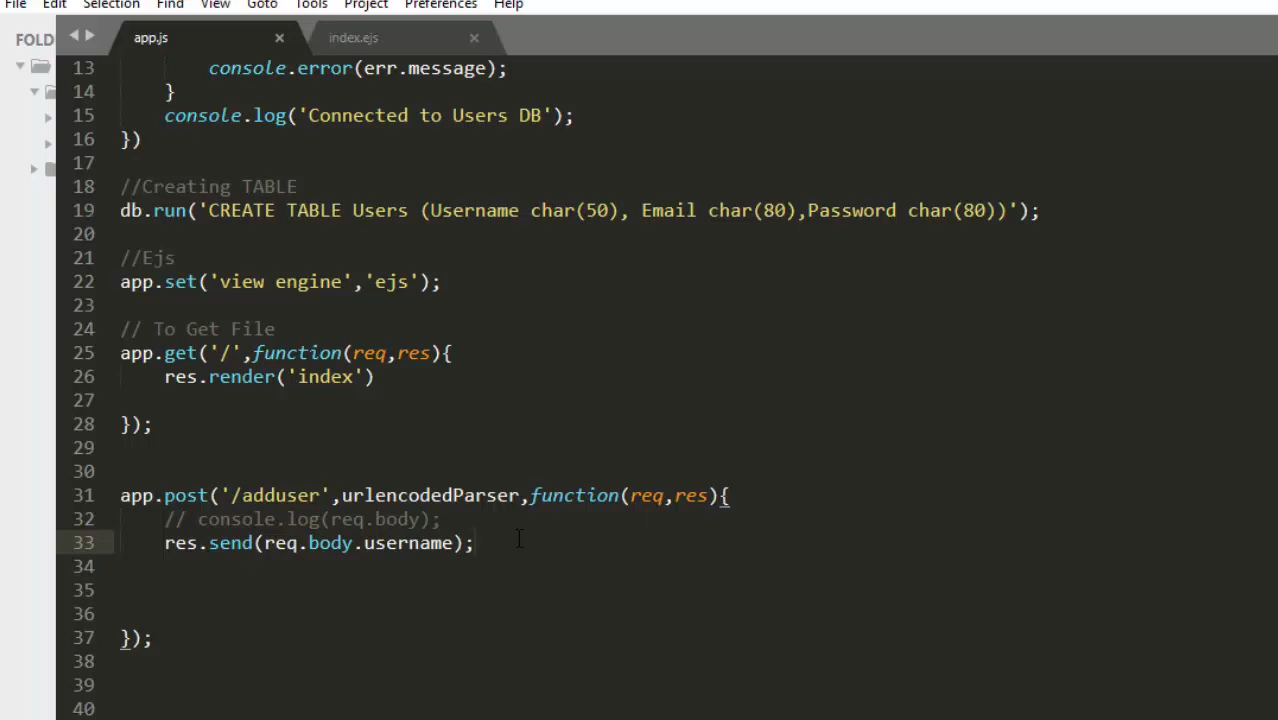 File Edit Selection Find View Goto Tools Project Preferences Help
FOLD
app.js × index.ejs ×
13 console.error(err.message);
14 }
15 console.log('Connected to Users DB');
16 })
17
18 //Creating TABLE
19 db.run('CREATE TABLE Users (Username char(50), Email char(80),Password char(80))');
20
21 //Ejs
22 app.set('view engine','ejs');
23
24 // To Get File
25 app.get('/',function(req,res){
26 res.render('index')
27
28 });
29
30
31 app.post('/adduser',urlencodedParser,function(req,res){
32 // console.log(req.body);
33 res.send(req.body.username);
34
35
36
37 });
38
39
40